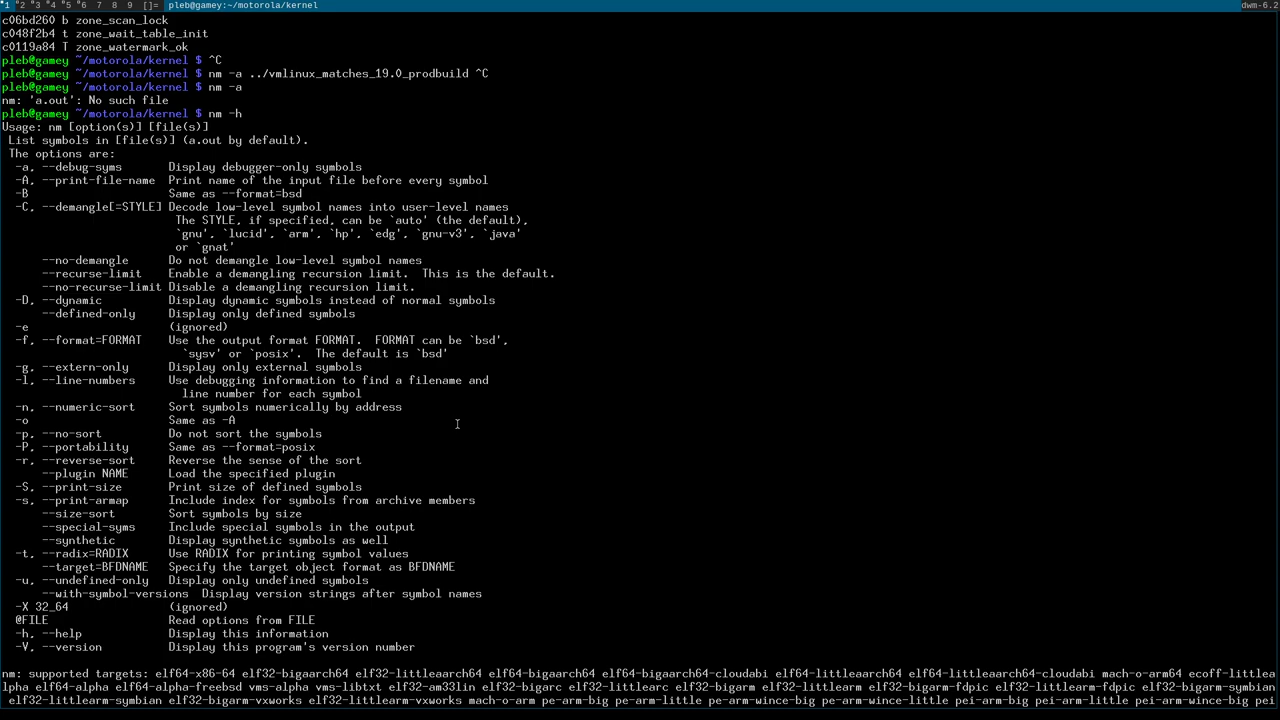 1 2 3 4 5 6 7 8 9 []= pleb@gamey:~/motorola/kernel dwm-6.2
c06bd260 b zone_scan_lock
c048f2b4 t zone_wait_table_init
c0119a84 T zone_watermark_ok
pleb@gamey ~/motorola/kernel $ ^C
pleb@gamey ~/motorola/kernel $ nm -a ../vmlinux_matches_19.0_prodbuild ^C
pleb@gamey ~/motorola/kernel $ nm -a
nm: 'a.out': No such file
pleb@gamey ~/motorola/kernel $ nm -h
Usage: nm [option(s)] [file(s)]
 List symbols in [file(s)] (a.out by default).
 The options are:
  -a, --debug-syms       Display debugger-only symbols
  -A, --print-file-name  Print name of the input file before every symbol
  -B                     Same as --format=bsd
  -C, --demangle[=STYLE] Decode low-level symbol names into user-level names
                          The STYLE, if specified, can be `auto' (the default),
                          `gnu', `lucid', `arm', `hp', `edg', `gnu-v3', `java'
                          or `gnat'
      --no-demangle      Do not demangle low-level symbol names
      --recurse-limit    Enable a demangling recursion limit.  This is the default.
      --no-recurse-limit Disable a demangling recursion limit.
  -D, --dynamic          Display dynamic symbols instead of normal symbols
      --defined-only     Display only defined symbols
  -e                     (ignored)
  -f, --format=FORMAT    Use the output format FORMAT.  FORMAT can be `bsd',
                           `sysv' or `posix'.  The default is `bsd'
  -g, --extern-only      Display only external symbols
  -l, --line-numbers     Use debugging information to find a filename and
                           line number for each symbol
  -n, --numeric-sort     Sort symbols numerically by address
  -o                     Same as -A
  -p, --no-sort          Do not sort the symbols
  -P, --portability      Same as --format=posix
  -r, --reverse-sort     Reverse the sense of the sort
      --plugin NAME      Load the specified plugin
  -S, --print-size       Print size of defined symbols
  -s, --print-armap      Include index for symbols from archive members
      --size-sort        Sort symbols by size
      --special-syms     Include special symbols in the output
      --synthetic        Display synthetic symbols as well
  -t, --radix=RADIX      Use RADIX for printing symbol values
      --target=BFDNAME   Specify the target object format as BFDNAME
  -u, --undefined-only   Display only undefined symbols
      --with-symbol-versions  Display version strings after symbol names
  -X 32_64               (ignored)
  @FILE                  Read options from FILE
  -h, --help             Display this information
  -V, --version          Display this program's version number
nm: supported targets: elf64-x86-64 elf32-bigaarch64 elf32-littleaarch64 elf64-bigaarch64 elf64-bigaarch64-cloudabi elf64-littleaarch64 elf64-littleaarch64-cloudabi mach-o-arm64 ecoff-littlea
lpha elf64-alpha elf64-alpha-freebsd vms-alpha vms-libtxt elf32-am33lin elf32-bigarc elf32-littlearc elf32-bigarm elf32-littlearm elf32-bigarm-fdpic elf32-littlearm-fdpic elf32-bigarm-symbian
 elf32-littlearm-symbian elf32-bigarm-vxworks elf32-littlearm-vxworks mach-o-arm pe-arm-big pe-arm-little pe-arm-wince-big pe-arm-wince-little pei-arm-big pei-arm-little pei-arm-wince-big pei